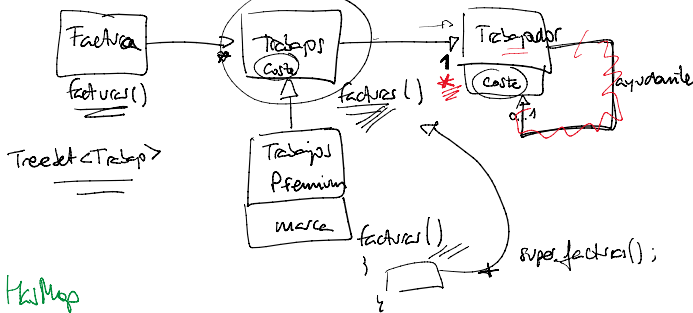 Factura
facturas()
TreeSet<Trabajo>
Trabajos
Coste
facturas()
1
*
Trabajador
Coste
ayudante
0..1
Trabajos
Premium
marca
facturas()
}
{
super.facturas();
HasMap